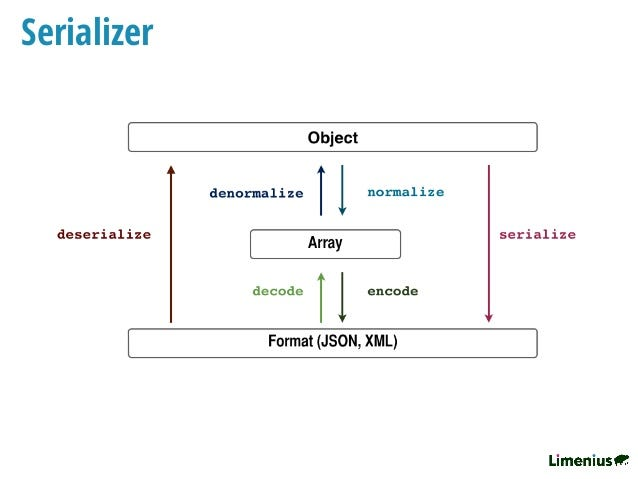 Serializer
Object
denormalize
normalize
deserialize
Array
serialize
decode
encode
Format (JSON, XML)
Limenius